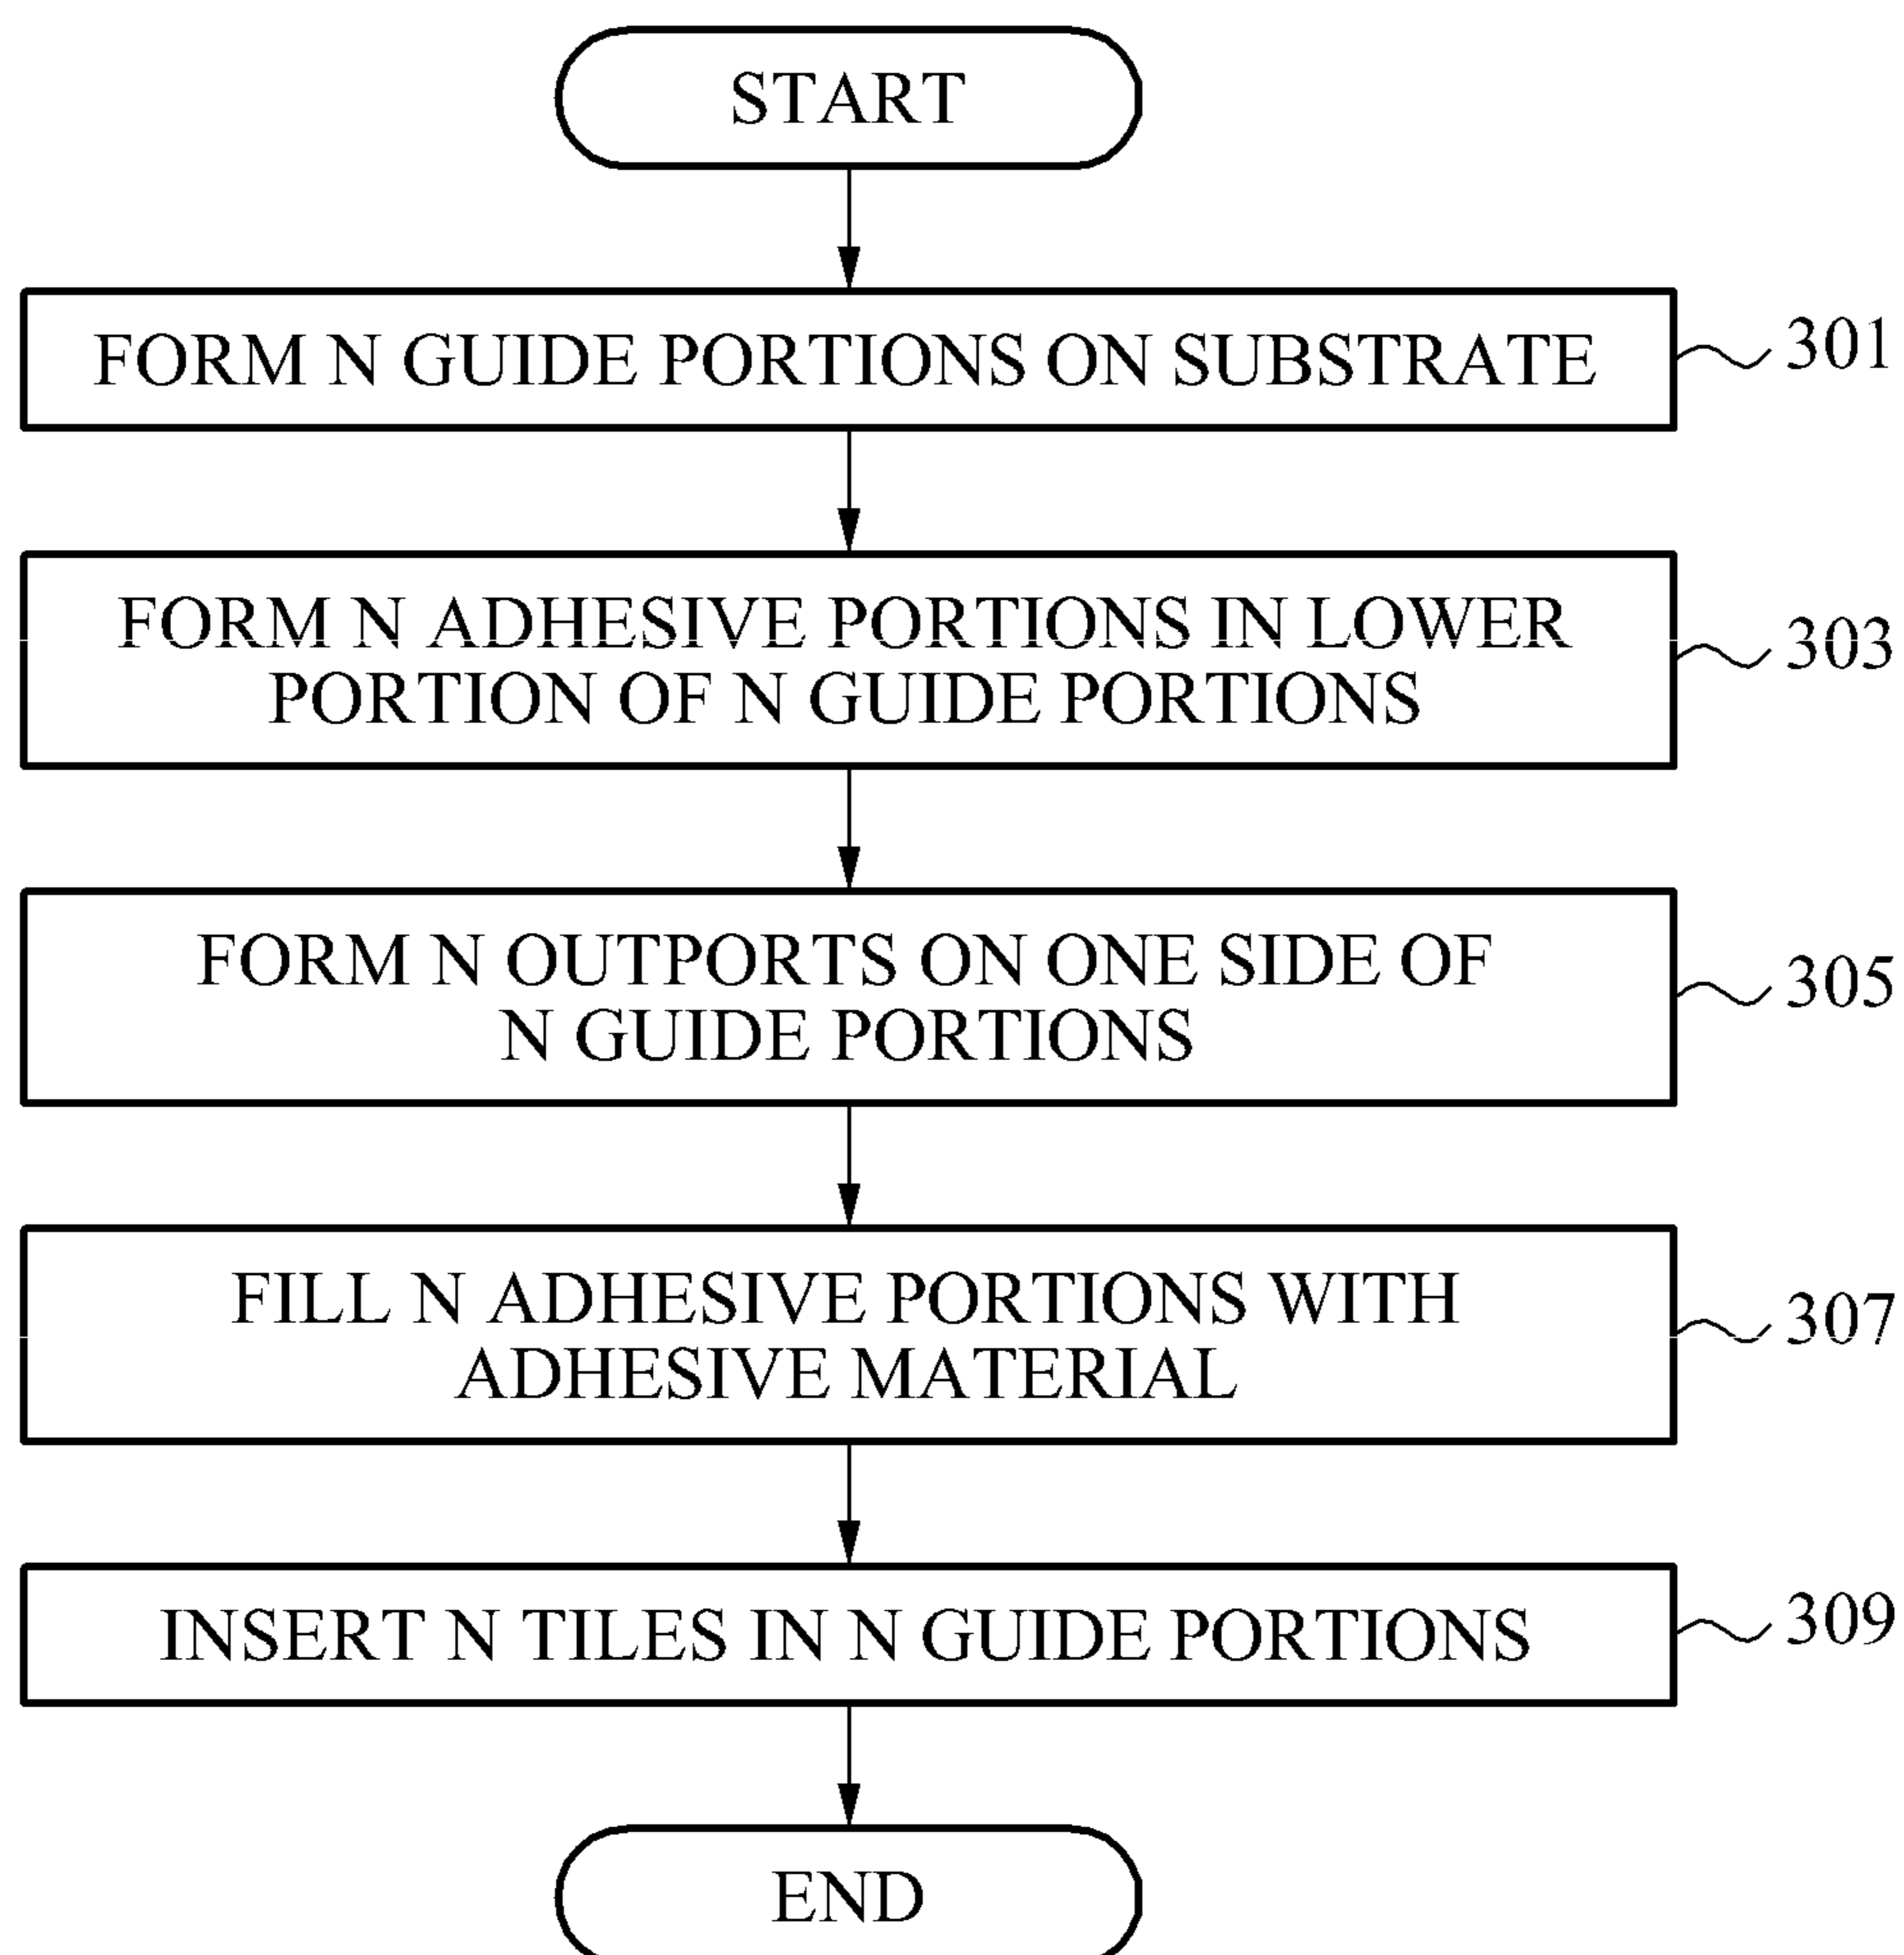 START
FORM N GUIDE PORTIONS ON SUBSTRATE
301
FORM N ADHESIVE PORTIONS IN LOWER
PORTION OF N GUIDE PORTIONS
303
FORM N OUTPORTS ON ONE SIDE OF
N GUIDE PORTIONS
305
FILL N ADHESIVE PORTIONS WITH
ADHESIVE MATERIAL
307
INSERT N TILES IN N GUIDE PORTIONS
309
END